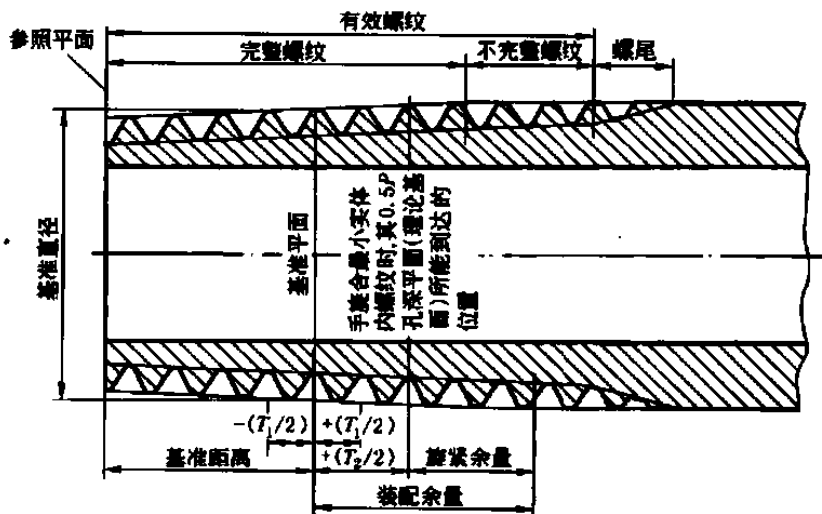 有效螺纹
参照平面
完整螺纹
不完整螺纹
螺尾
基准直径
基准平面
手旋合最小实体
内螺纹时,其0.5P
孔深平面(理论基
面)所能到达的
位置
-(T₁/2)
+(T₁/2)
基准距离
+(T₂/2)
旋紧余量
装配余量